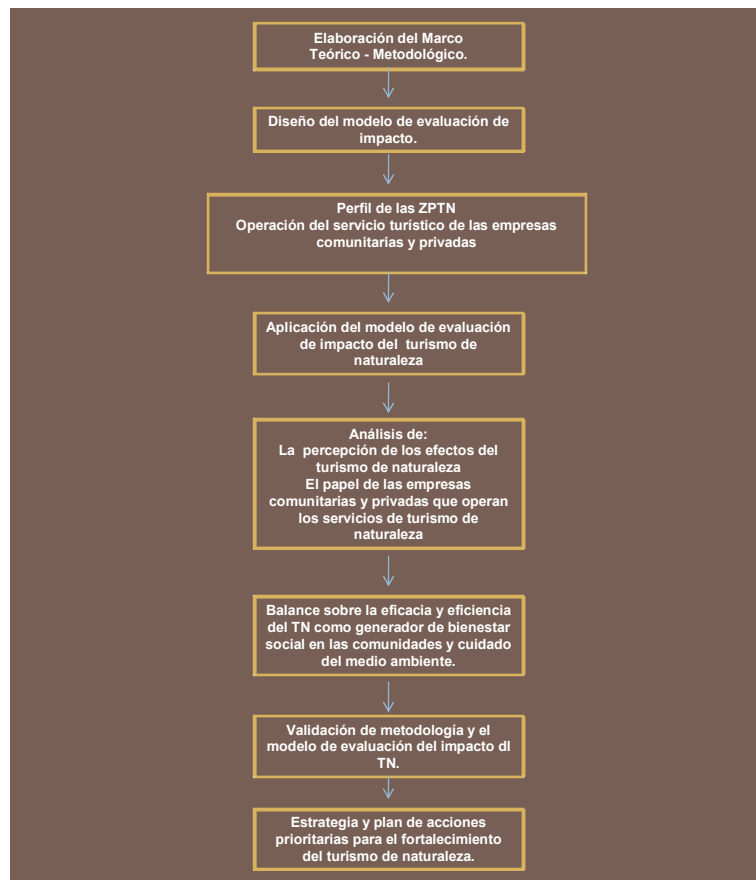 Elaboración del Marco
Teórico - Metodológico.
Diseño del modelo de evaluación de
impacto.
Perfil de las ZPTN
Operación del servicio turístico de las empresas
comunitarias y privadas
Aplicación del modelo de evaluación
de impacto del turismo de
naturaleza
Análisis de:
La percepción de los efectos del
turismo de naturaleza
El papel de las empresas
comunitarias y privadas que operan
los servicios de turismo de
naturaleza
Balance sobre la eficacia y eficiencia
del TN como generador de bienestar
social en las comunidades y cuidado
del medio ambiente.
Validación de metodología y el
modelo de evaluación del impacto dl
TN.
Estrategia y plan de acciones
prioritarias para el fortalecimiento
del turismo de naturaleza.